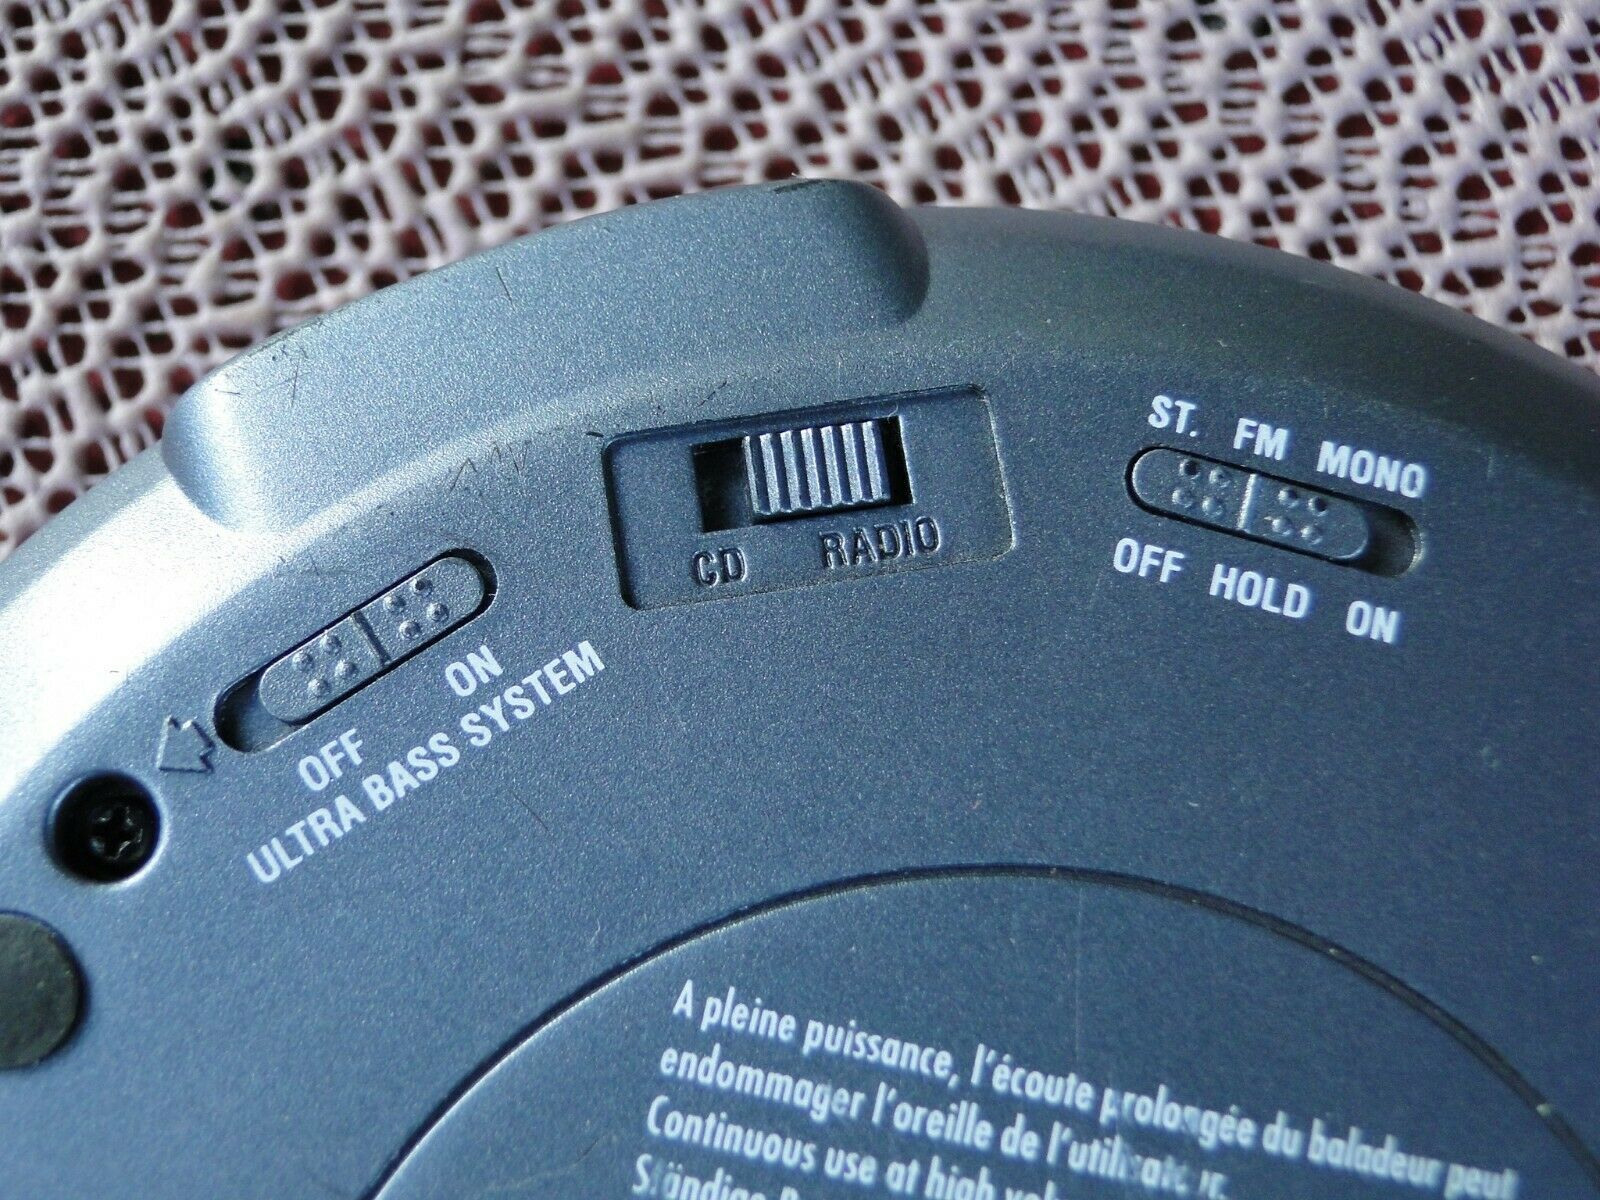 ST. FM MONO
OFF HOLD ON
CD RADIO
OFF ON
ULTRA BASS SYSTEM
A pleine puissance, l'écoute prolongée du baladeur peut
endommager l'oreille de l'utilisateur.
Continuous use at high
Ständige